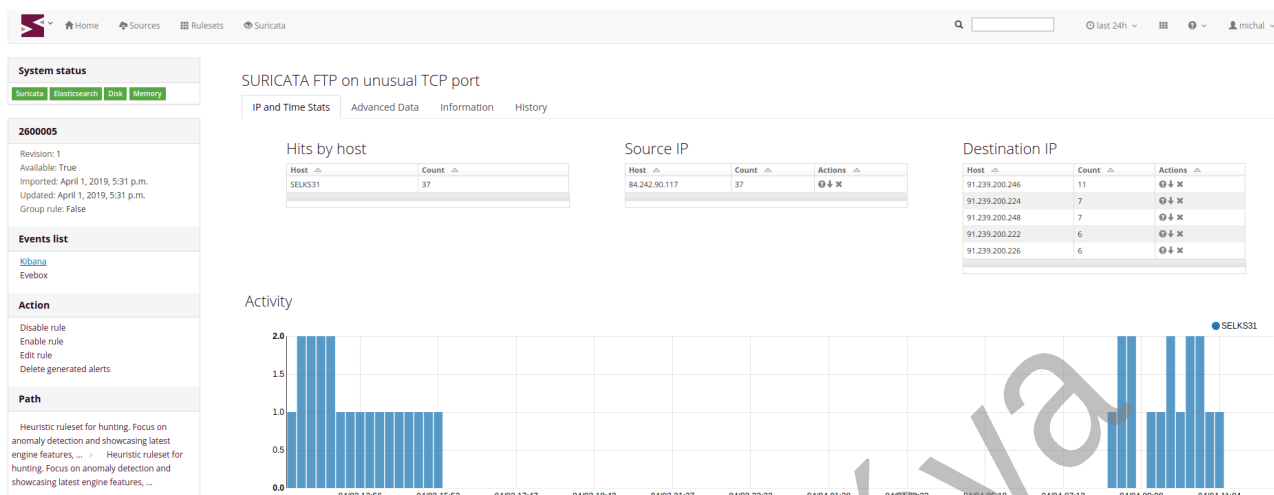 Home Sources Rulesets Suricata last 24h michal
System status
Suricata Elasticsearch Disk Memory
2600005
Revision: 1
Available: True
Imported: April 1, 2019, 5:31 p.m.
Updated: April 1, 2019, 5:31 p.m.
Group rule: False
Events list
Kibana
Evebox
Action
Disable rule
Enable rule
Edit rule
Delete generated alerts
Path
Heuristic ruleset for hunting. Focus on
anomaly detection and showcasing latest
engine features, ... > Heuristic ruleset for
hunting. Focus on anomaly detection and
showcasing latest engine features, ...
SURICATA FTP on unusual TCP port
IP and Time Stats Advanced Data Information History
Hits by host
Host Count
SELKS31 37
Source IP
Host Count Actions
84.242.90.117 37
Destination IP
Host Count Actions
91.239.200.246 11
91.239.200.224 7
91.239.200.248 7
91.239.200.222 6
91.239.200.226 6
Activity
SELKS31
2.0
1.5
1.0
0.5
0.0